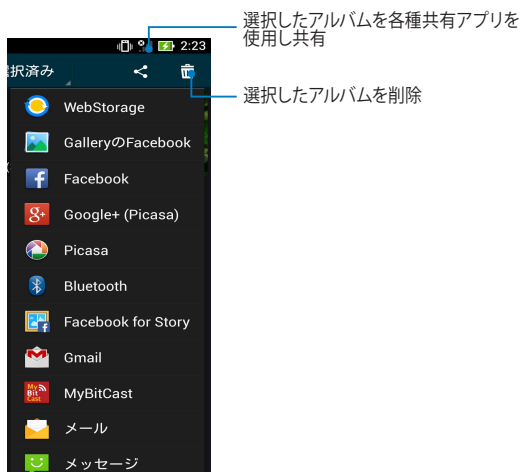 選択したアルバムを各種共有アプリを
使用し共有
2:23
択済み
選択したアルバムを削除
WebStorage
GalleryのFacebook
Facebook
Google+ (Picasa)
Picasa
Bluetooth
Facebook for Story
Gmail
My
Bit
Cast
MyBitCast
メール
メッセージ